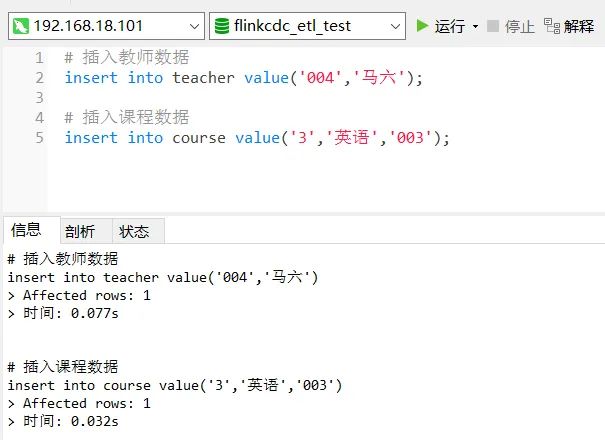 192.168.18.101 flinkcdc_etl_test 运行 停止 解释
1 # 插入教师数据
2 insert into teacher value('004','马六');
3
4 # 插入课程数据
5 insert into course value('3','英语','003');
信息 剖析 状态
# 插入教师数据
insert into teacher value('004','马六')
> Affected rows: 1
> 时间: 0.077s
# 插入课程数据
insert into course value('3','英语','003')
> Affected rows: 1
> 时间: 0.032s